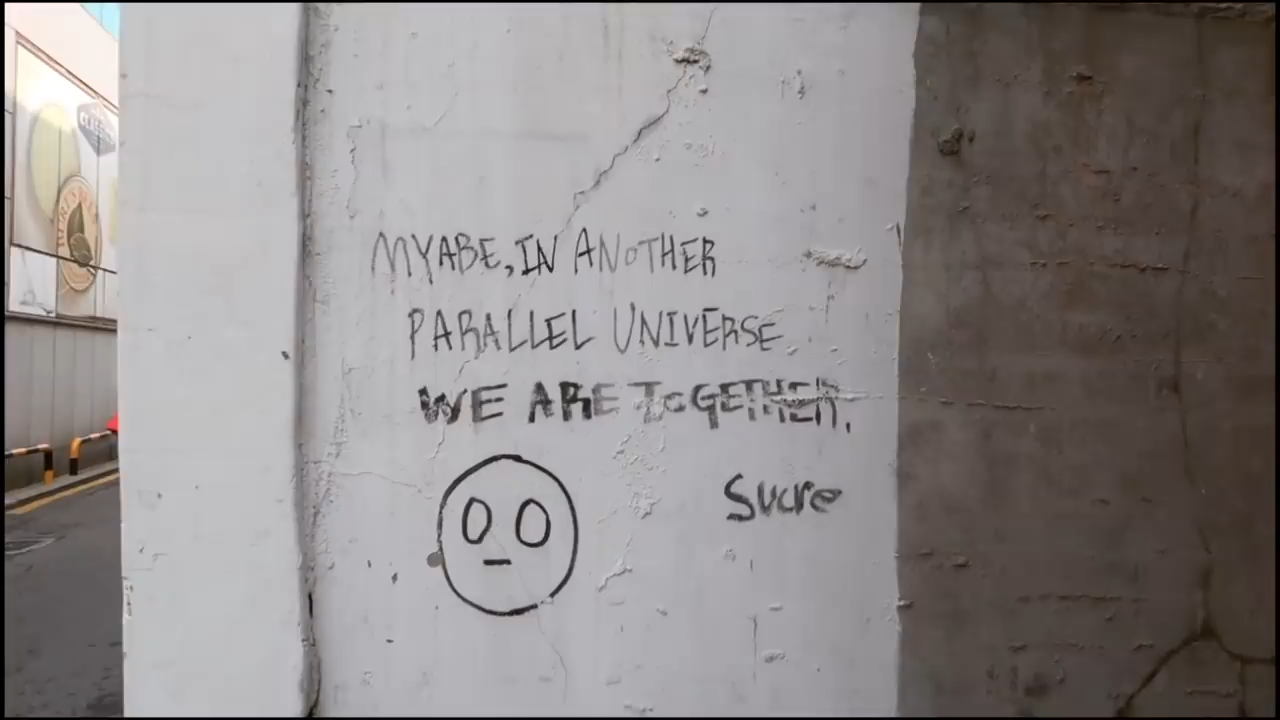 MYABE, IN ANOTHER
PARALLEL UNIVERSE
WE ARE ToGETHER.
Sucre